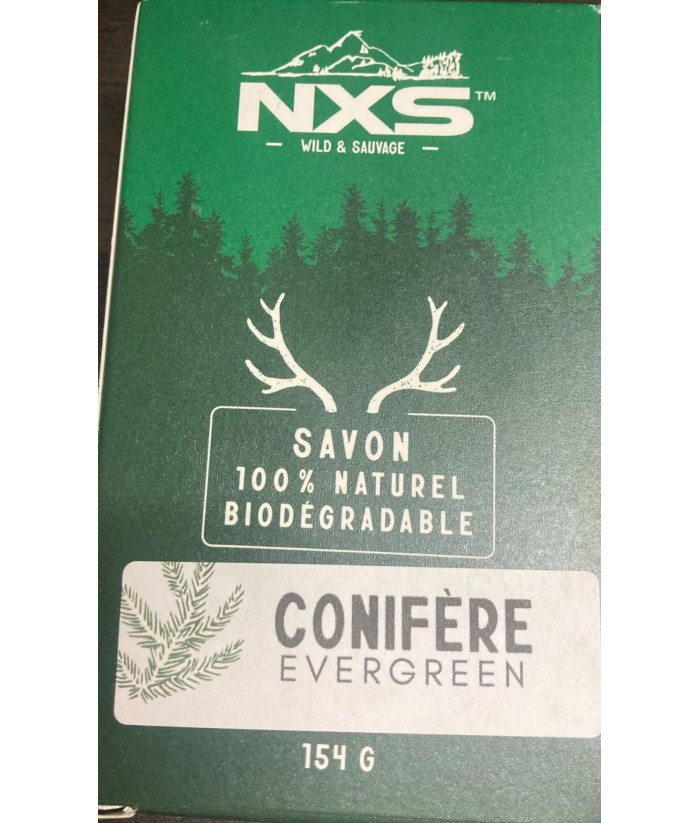 NXS™
— WILD & SAUVAGE —
SAVON
100% NATUREL
BIODÉGRADABLE
CONIFÈRE
EVERGREEN
154 G